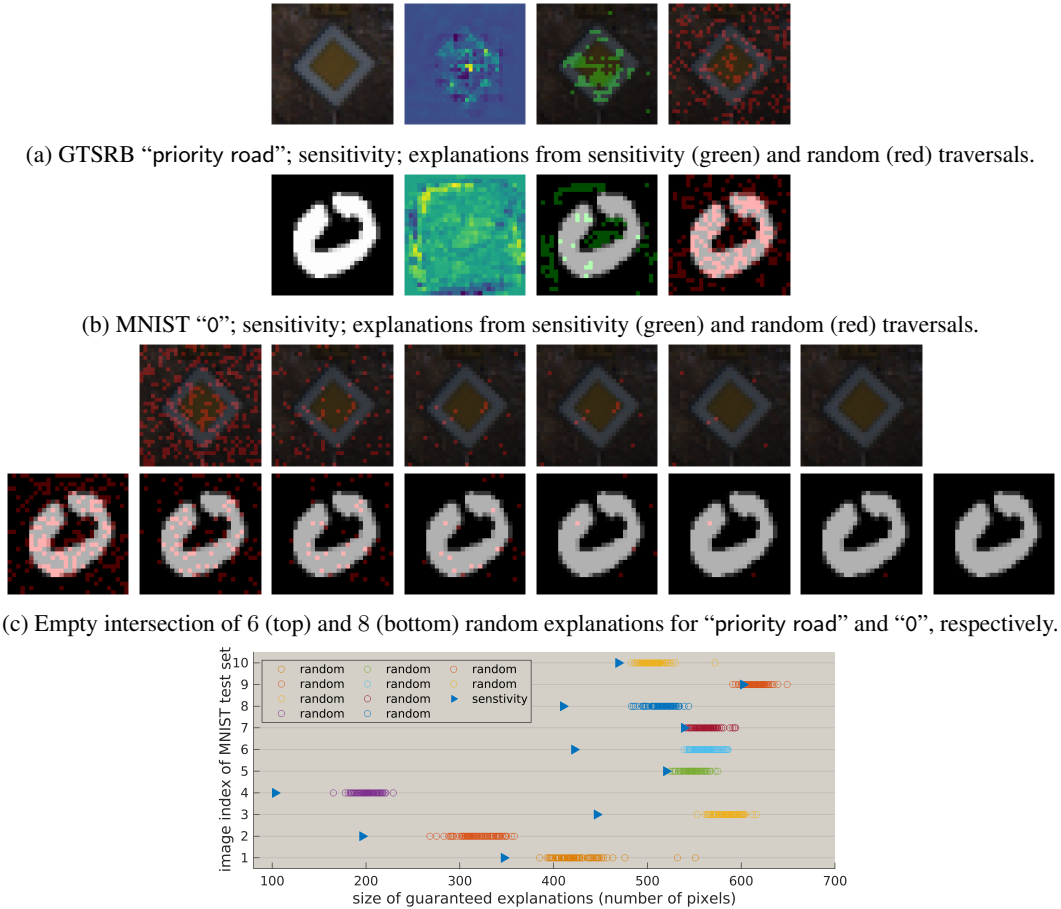 (a) GTSRB “priority road”; sensitivity; explanations from sensitivity (green) and random (red) traversals.
(b) MNIST “0”; sensitivity; explanations from sensitivity (green) and random (red) traversals.
(c) Empty intersection of 6 (top) and 8 (bottom) random explanations for “priority road” and “0”, respectively.
image index of MNIST test set
10
9
8
7
6
5
4
3
2
1
random random random
random random random
random random senstivity
random random
100 200 300 400 500 600 700
size of guaranteed explanations (number of pixels)